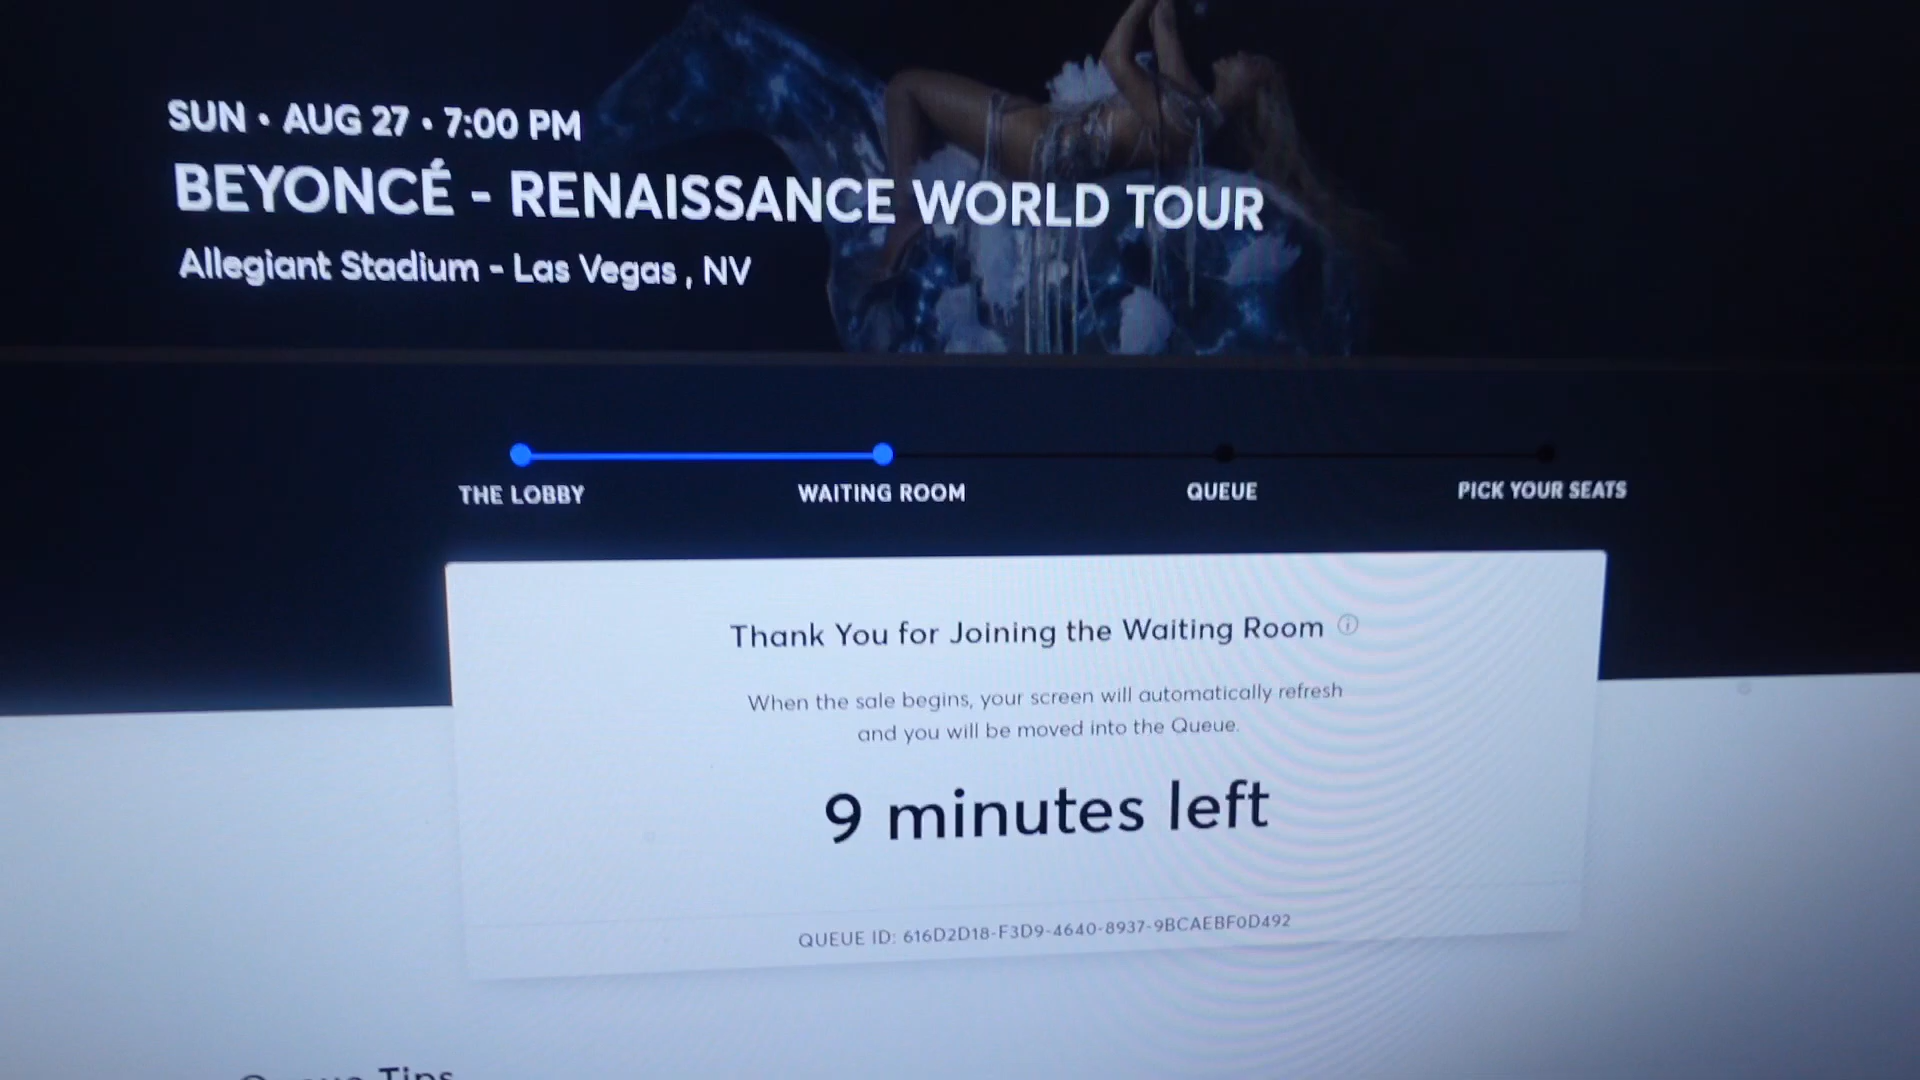 SUN • AUG 27 • 7:00 PM
BEYONCÉ - RENAISSANCE WORLD TOUR
Allegiant Stadium - Las Vegas , NV
THE LOBBY
WAITING ROOM
QUEUE
PICK YOUR SEATS
Thank You for Joining the Waiting Room
When the sale begins, your screen will automatically refresh
and you will be moved into the Queue.
9 minutes left
QUEUE ID: 616D2D18-F3D9-4640-8937-9BCAEBF0D492
Tips